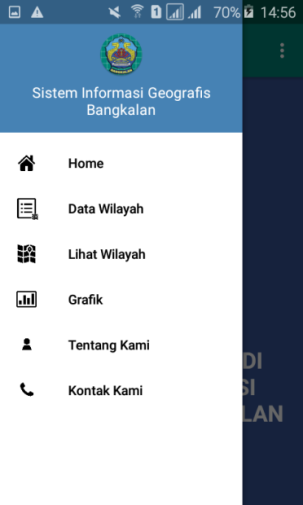 70% 14:56
Sistem Informasi Geografis
Bangkalan
Home
Data Wilayah
Lihat Wilayah
Grafik
Tentang Kami
Kontak Kami
DI
SI
LAN